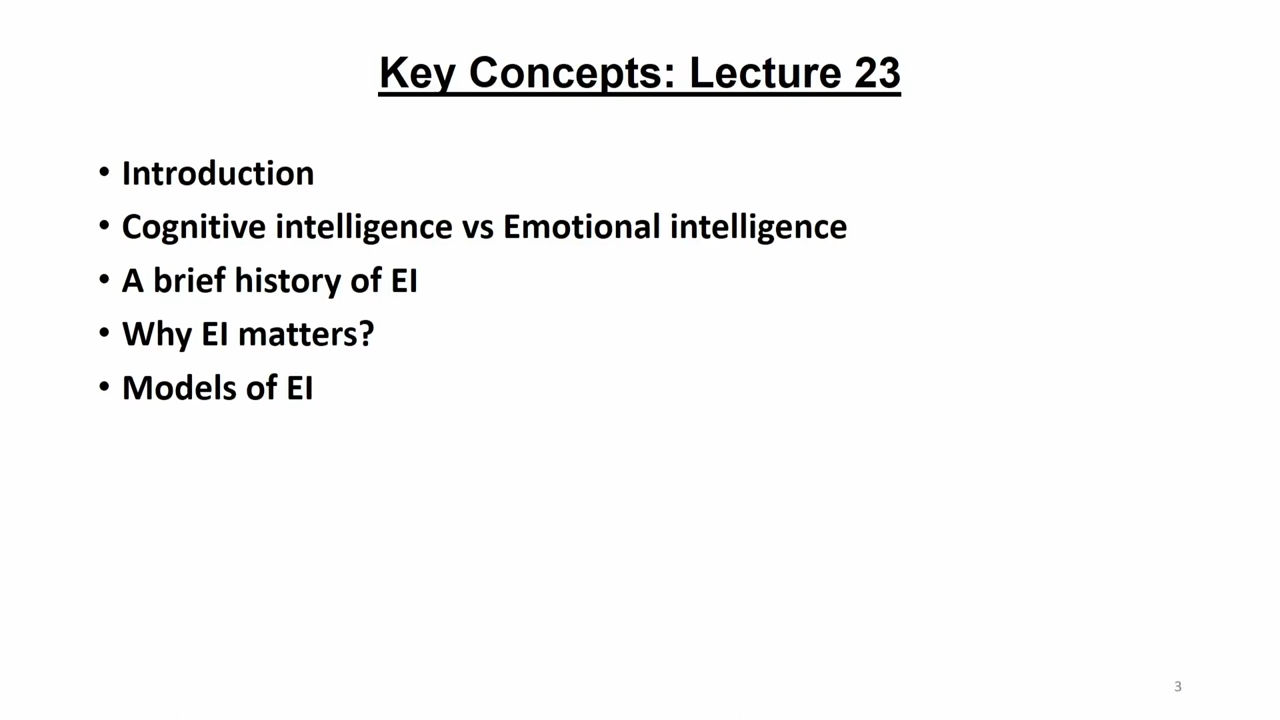 Key Concepts: Lecture 23
• Introduction
• Cognitive intelligence vs Emotional intelligence
• A brief history of EI
• Why EI matters?
• Models of EI
3